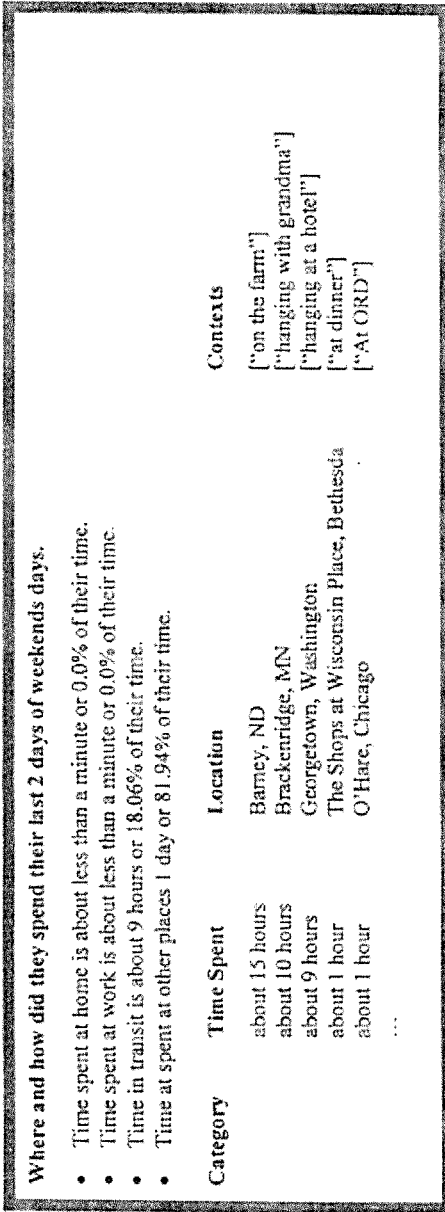 Where and how did they spend their last 2 days of weekends days.
• Time spent at home is about less than a minute or 0.0% of their time.
• Time spent at work is about less than a minute or 0.0% of their time.
• Time in transit is about 9 hours or 18.06% of their time.
• Time at spent at other places 1 day or 81.94% of their time.
Category Time Spent Location Contexts
about 15 hours Barney, ND ["on the farm"]
about 10 hours Brackenridge, MN ["hanging with grandma"]
about 9 hours Georgetown, Washington ["hanging at a hotel"]
about 1 hour The Shops at Wisconsin Place, Bethesda ["at dinner"]
about 1 hour O'Hare, Chicago ["At ORD"]
...